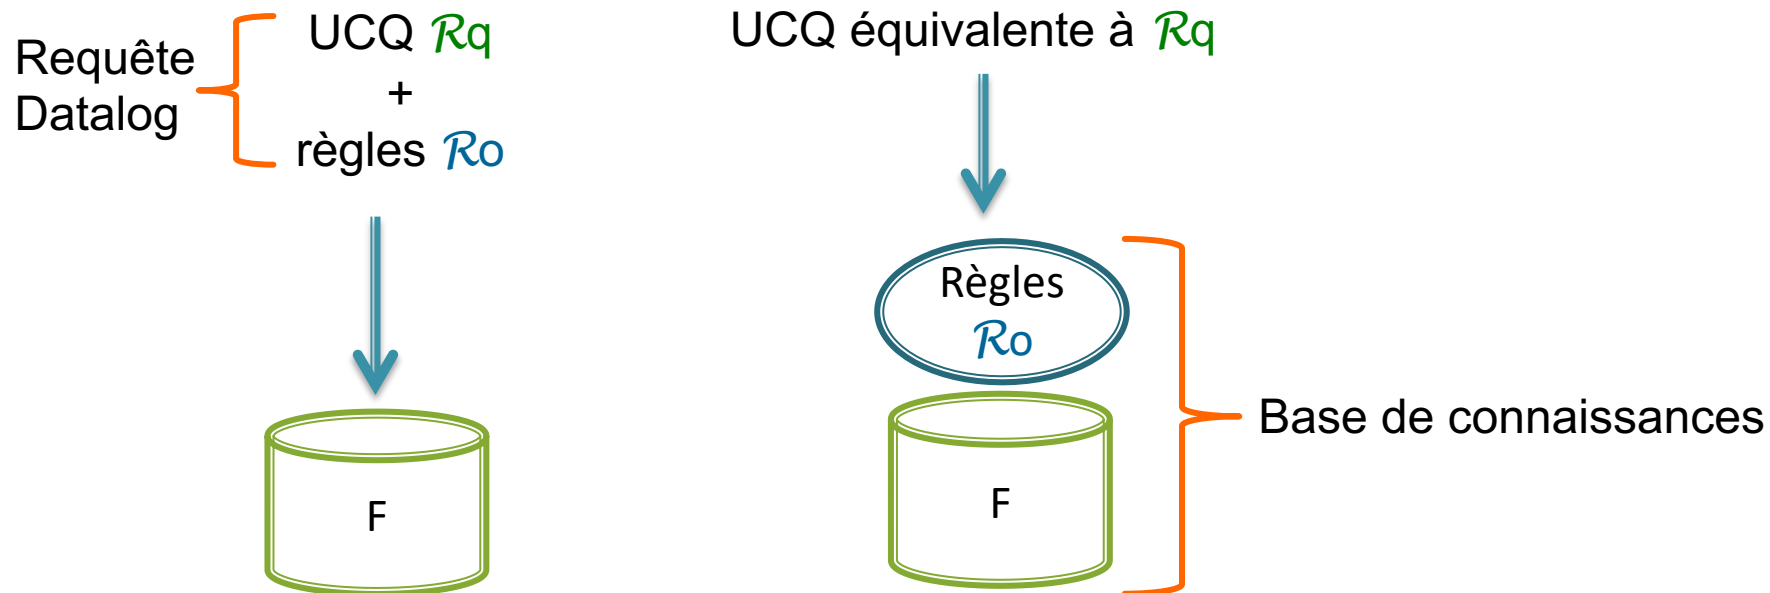 Requête
Datalog
UCQ ℛq
+
règles ℛo
F
UCQ équivalente à ℛq
Règles
ℛo
F
Base de connaissances